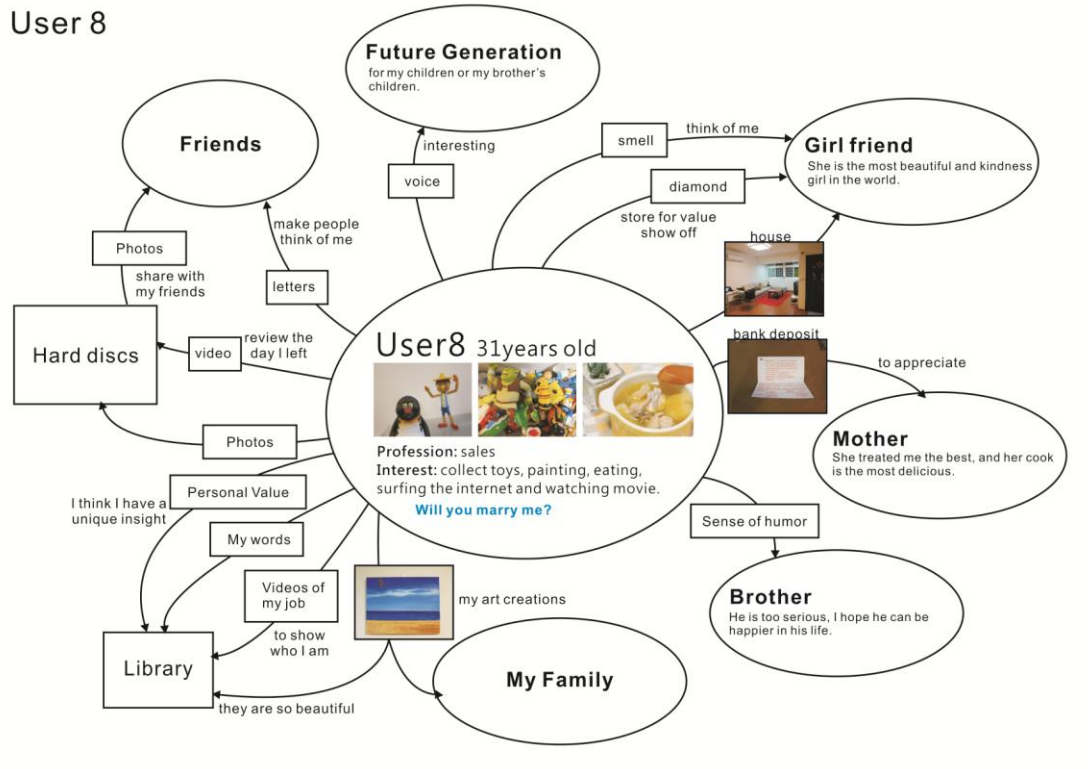 User 8
Future Generation
for my children or my brother's
children.
Friends
interesting
voice
smell
think of me
Girl friend
She is the most beautiful and kindness
girl in the world.
diamond
store for value
show off
house
make people
think of me
letters
Photos
share with
my friends
Hard discs
video
review the
day I left
Photos
User8 31years old
Profession: sales
Interest: collect toys, painting, eating,
surfing the internet and watching movie.
Will you marry me?
bank deposit
to appreciate
Mother
She treated me the best, and her cook
is the most delicious.
Sense of humor
Brother
He is too serious, I hope he can be
happier in his life.
Personal Value
I think I have a
unique insight
My words
Videos of
my job
to show
who I am
my art creations
Library
they are so beautiful
My Family